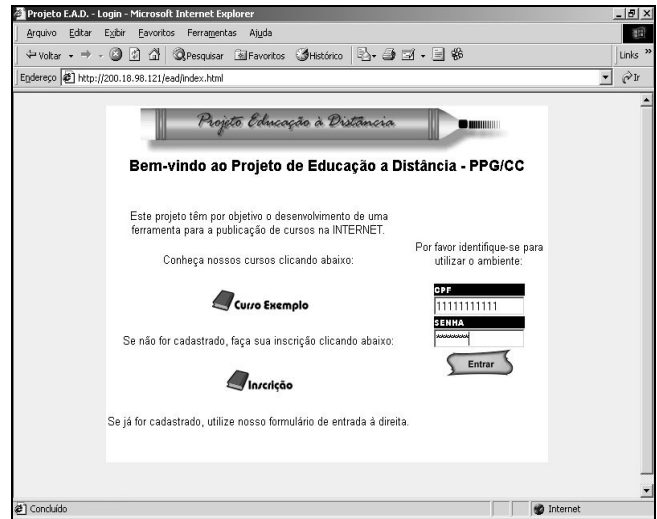 Projeto E.A.D. - Login - Microsoft Internet Explorer
Arquivo Editar Exibir Favoritos Ferramentas Ajuda
Voltar Pesquisar Favoritos Histórico
Links »
Endereço http://200.18.98.121/ead/index.html Ir
Projeto Educação à Distância
Bem-vindo ao Projeto de Educação a Distância - PPG/CC
Este projeto têm por objetivo o desenvolvimento de uma
ferramenta para a publicação de cursos na INTERNET.
Conheça nossos cursos clicando abaixo:
Curso Exemplo
Se não for cadastrado, faça sua inscrição clicando abaixo:
Inscrição
Se já for cadastrado, utilize nosso formulário de entrada à direita.
Por favor identifique-se para
utilizar o ambiente:
CPF
11111111111
SENHA
********
Entrar
Concluído
Internet